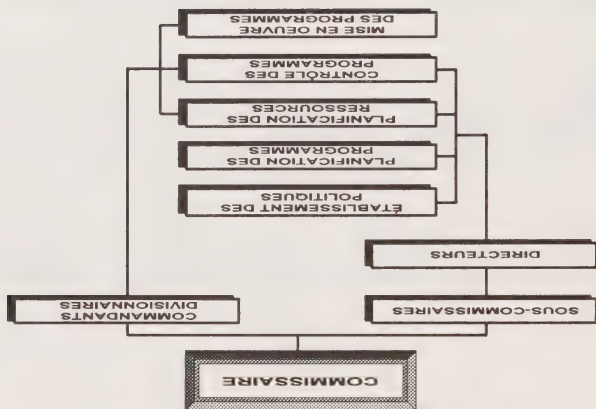 COMMISSAIRE
SOUS-COMMISSAIRES
COMMANDANTS
DIVISIONNAIRES
DIRECTEURS
ÉTABLISSEMENT DES
POLITIQUES
PLANIFICATION DES
PROGRAMMES
PLANIFICATION DES
RESSOURCES
CONTRÔLE DES
PROGRAMMES
MISE EN OEUVRE
DES PROGRAMMES